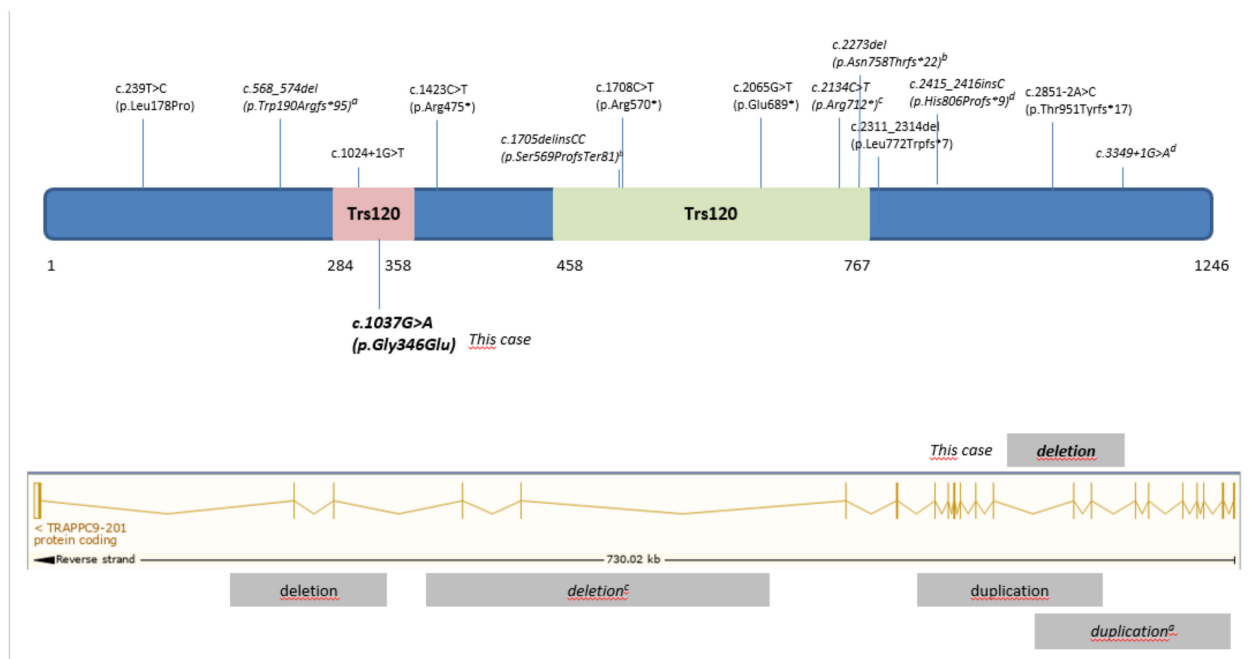 c.2273del
(p.Asn758Thrfs*22)b
c.239T>C
(p.Leu178Pro)
c.568_574del
(p.Trp190Argfs*95)a
c.1423C>T
(p.Arg475*)
c.1708C>T
(p.Arg570*)
c.2065G>T
(p.Glu689*)
c.2134C>T
(p.Arg712*)c
c.2415_2416insC
(p.His806Profs*9)d
c.2851-2A>C
(p.Thr951Tyrfs*17)
c.1024+1G>T
c.1705delinsCC
(p.Ser569ProfsTer81)b
c.2311_2314del
(p.Leu772Trpfs*7)
c.3349+1G>Ad
Trs120
Trs120
1
284
358
458
767
1246
c.1037G>A
(p.Gly346Glu)
This case
This case
deletion
< TRAPPC9-201
protein coding
Reverse strand
730.02 kb
deletion
deletionc
duplication
duplicationa